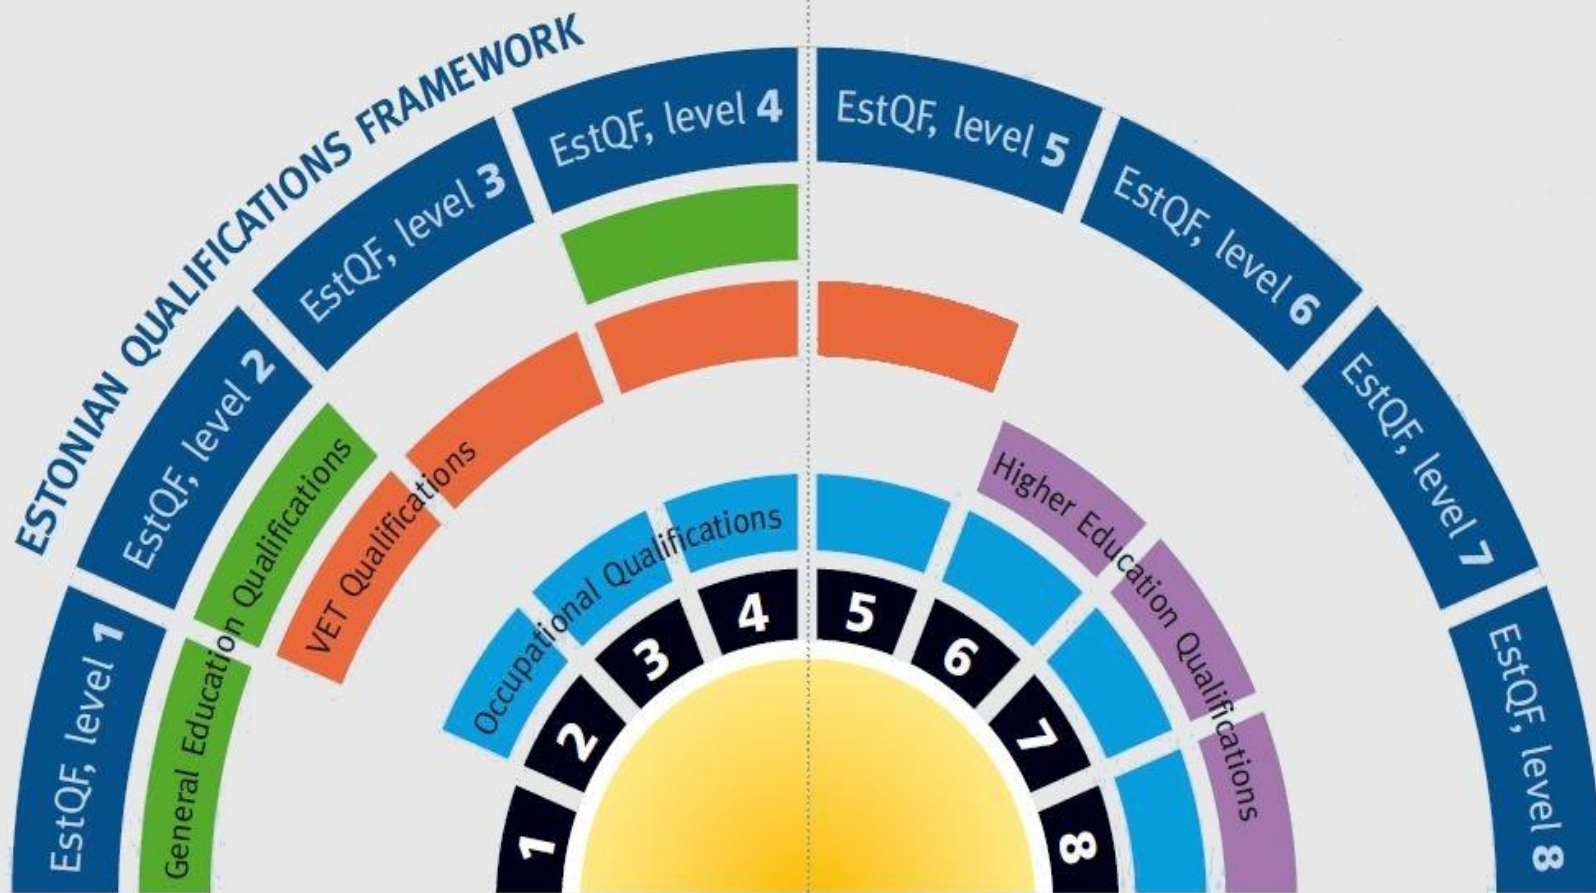 ESTONIAN QUALIFICATIONS FRAMEWORK
EstQF, level 1
EstQF, level 2
EstQF, level 3
EstQF, level 4
EstQF, level 5
EstQF, level 6
EstQF, level 7
EstQF, level 8
General Education Qualifications
VET Qualifications
Occupational Qualifications
Higher Education Qualifications
1
2
3
4
5
6
7
8